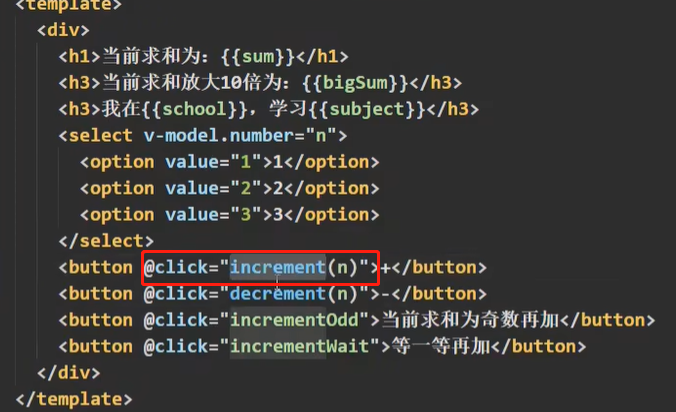 <template>
<div>
<h1>当前求和为：{{sum}}</h1>
<h3>当前求和放大10倍为：{{bigSum}}</h3>
<h3>我在{{school}}，学习{{subject}}</h3>
<select v-model.number="n">
<option value="1">1</option>
<option value="2">2</option>
<option value="3">3</option>
</select>
<button @click="increment(n)">+</button>
<button @click="decrement(n)">-</button>
<button @click="incrementOdd">当前求和为奇数再加</button>
<button @click="incrementWait">等一等再加</button>
</div>
</template>